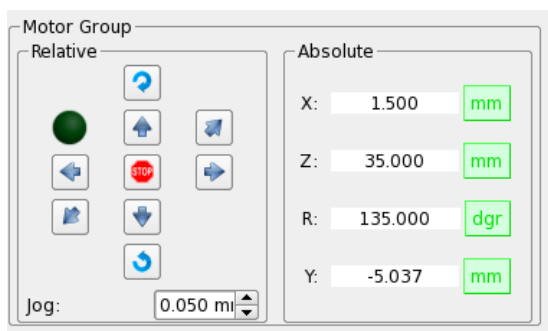 Motor Group
Relative
Absolute
X: 1.500 mm
STOP
Z: 35.000 mm
R: 135.000 dgr
Y: -5.037 mm
Jog: 0.050